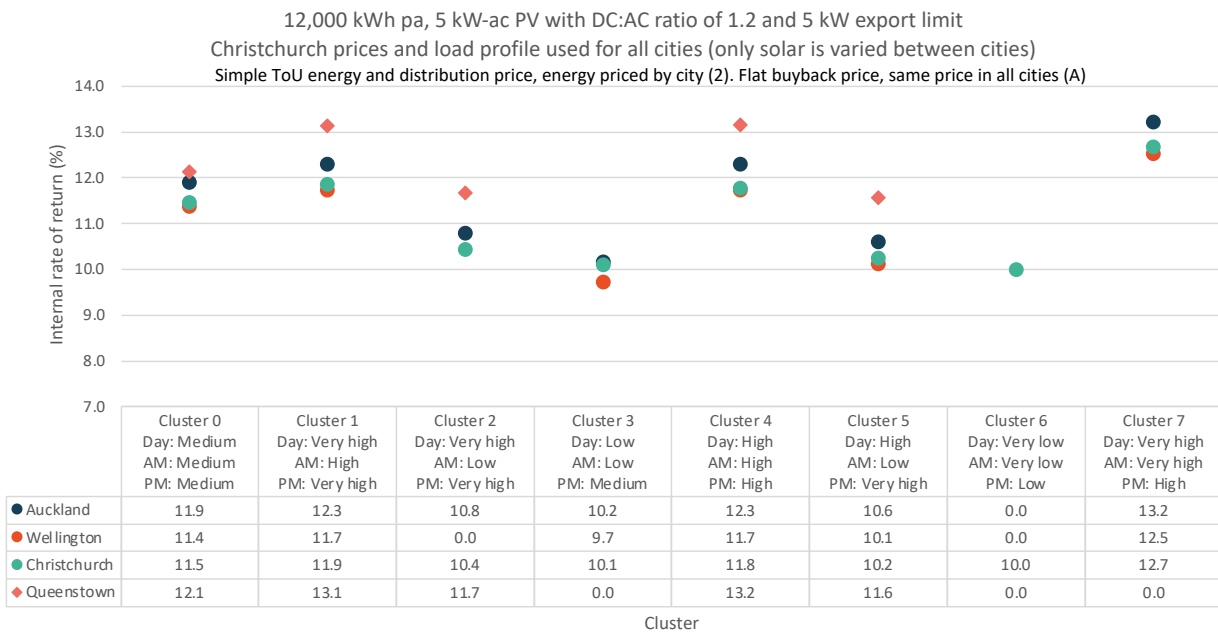 12,000 kWh pa, 5 kW-ac PV with DC:AC ratio of 1.2 and 5 kW export limit
Christchurch prices and load profile used for all cities (only solar is varied between cities)
Simple ToU energy and distribution price, energy priced by city (2). Flat buyback price, same price in all cities (A)
Internal rate of return (%)
14.0
13.0
12.0
11.0
10.0
9.0
8.0
7.0
Cluster 0 Cluster 1 Cluster 2 Cluster 3 Cluster 4 Cluster 5 Cluster 6 Cluster 7
Day: Medium Day: Very high Day: Very high Day: Low Day: High Day: High Day: Very low Day: Very high
AM: Medium AM: High AM: Low AM: Low AM: High AM: Low AM: Very low AM: Very high
PM: Medium PM: Very high PM: Very high PM: Medium PM: High PM: Very high PM: Low PM: High
Auckland 11.9 12.3 10.8 10.2 12.3 10.6 0.0 13.2
Wellington 11.4 11.7 0.0 9.7 11.7 10.1 0.0 12.5
Christchurch 11.5 11.9 10.4 10.1 11.8 10.2 10.0 12.7
Queenstown 12.1 13.1 11.7 0.0 13.2 11.6 0.0 0.0
Cluster